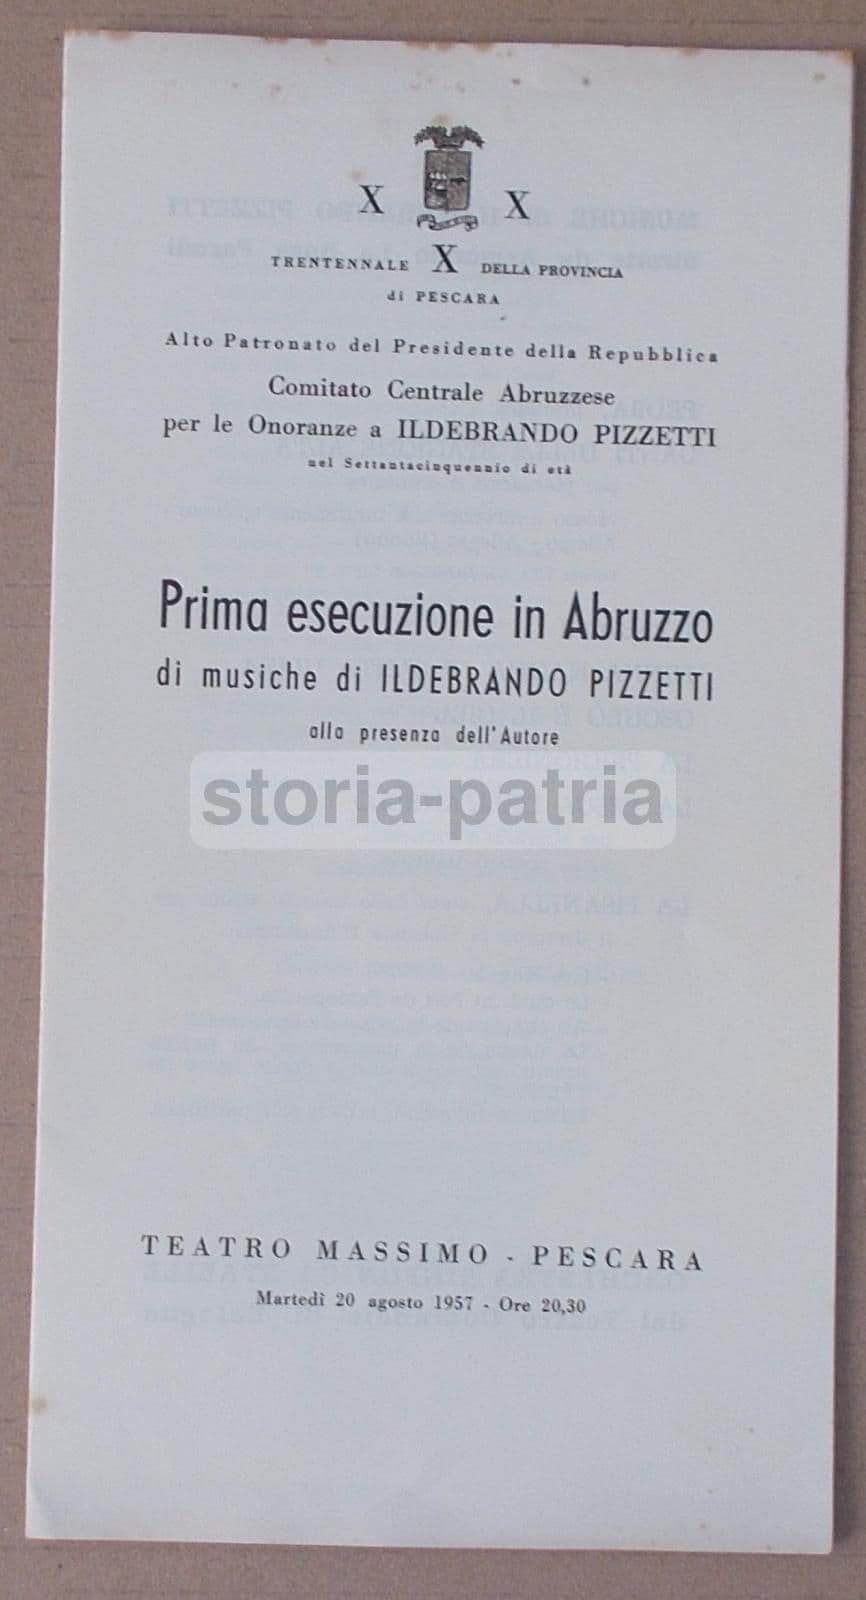 X X
TRENTENNALE X DELLA PROVINCIA
di PESCARA
Alto Patronato del Presidente della Repubblica
Comitato Centrale Abruzzese
per le Onoranze a ILDEBRANDO PIZZETTI
nel Settantacinquennio di età
Prima esecuzione in Abruzzo
di musiche di ILDEBRANDO PIZZETTI
alla presenza dell'Autore
storia-patria
TEATRO MASSIMO - PESCARA
Martedì 20 agosto 1957 - Ore 20,30